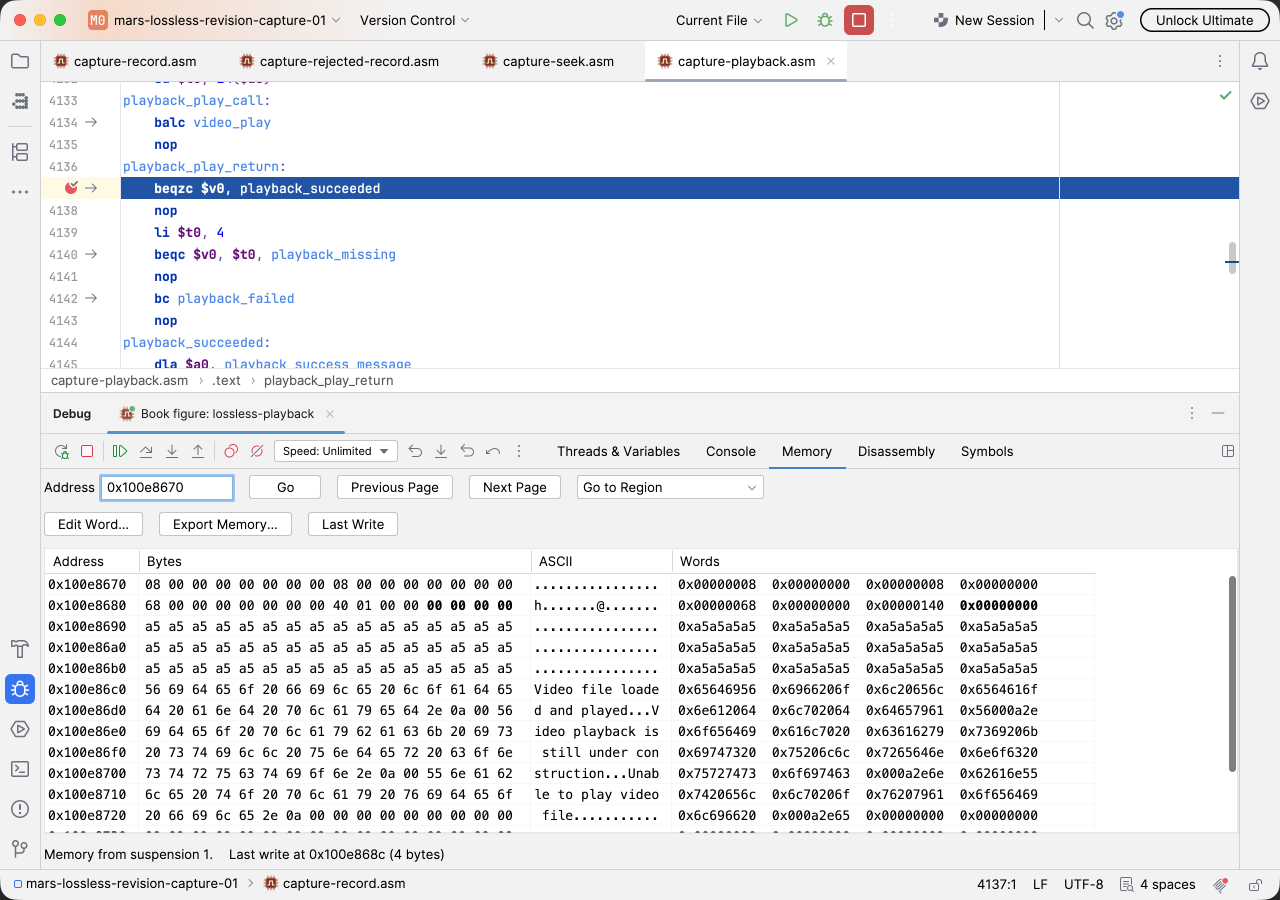 M0 mars-lossless-revision-capture-01 Version Control Current File New Session Unlock Ultimate
capture-record.asm capture-rejected-record.asm capture-seek.asm capture-playback.asm
4133 playback_play_call:
4134 balc video_play
4135 nop
4136 playback_play_return:
beqzc $v0, playback_succeeded
4138 nop
4139 li $t0, 4
4140 beqc $v0, $t0, playback_missing
4141 nop
4142 bc playback_failed
4143 nop
4144 playback_succeeded:
4145 dla $a0, playback_success_message
capture-playback.asm › .text › playback_play_return
Debug Book figure: lossless-playback
Speed: Unlimited Threads & Variables Console Memory Disassembly Symbols
Address 0x100e8670 Go Previous Page Next Page Go to Region
Edit Word... Export Memory... Last Write
Address Bytes ASCII Words
0x100e8670 08 00 00 00 00 00 00 00 08 00 00 00 00 00 00 00 ................ 0x00000008 0x00000000 0x00000008 0x00000000
0x100e8680 68 00 00 00 00 00 00 00 40 01 00 00 00 00 00 00 h.......@....... 0x00000068 0x00000000 0x00000140 0x00000000
0x100e8690 a5 a5 a5 a5 a5 a5 a5 a5 a5 a5 a5 a5 a5 a5 a5 a5 ................ 0xa5a5a5a5 0xa5a5a5a5 0xa5a5a5a5 0xa5a5a5a5
0x100e86a0 a5 a5 a5 a5 a5 a5 a5 a5 a5 a5 a5 a5 a5 a5 a5 a5 ................ 0xa5a5a5a5 0xa5a5a5a5 0xa5a5a5a5 0xa5a5a5a5
0x100e86b0 a5 a5 a5 a5 a5 a5 a5 a5 a5 a5 a5 a5 a5 a5 a5 a5 ................ 0xa5a5a5a5 0xa5a5a5a5 0xa5a5a5a5 0xa5a5a5a5
0x100e86c0 56 69 64 65 6f 20 66 69 6c 65 20 6c 6f 61 64 65 Video file loade 0x65646956 0x6966206f 0x6c20656c 0x6564616f
0x100e86d0 64 20 61 6e 64 20 70 6c 61 79 65 64 2e 0a 00 56 d and played...V 0x6e612064 0x6c702064 0x64657961 0x56000a2e
0x100e86e0 69 64 65 6f 20 70 6c 61 79 62 61 63 6b 20 69 73 ideo playback is 0x6f656469 0x616c7020 0x63616279 0x7369206b
0x100e86f0 20 73 74 69 6c 6c 20 75 6e 64 65 72 20 63 6f 6e still under con 0x69747320 0x75206c6c 0x7265646e 0x6e6f6320
0x100e8700 73 74 72 75 63 74 69 6f 6e 2e 0a 00 55 6e 61 62 struction...Unab 0x75727473 0x6f697463 0x000a2e6e 0x62616e55
0x100e8710 6c 65 20 74 6f 20 70 6c 61 79 20 76 69 64 65 6f le to play video 0x7420656c 0x6c70206f 0x76207961 0x6f656469
0x100e8720 20 66 69 6c 65 2e 0a 00 00 00 00 00 00 00 00 00 file........... 0x6c696620 0x000a2e65 0x00000000 0x00000000
Memory from suspension 1. Last write at 0x100e868c (4 bytes)
mars-lossless-revision-capture-01 › capture-record.asm 4137:1 LF UTF-8 4 spaces